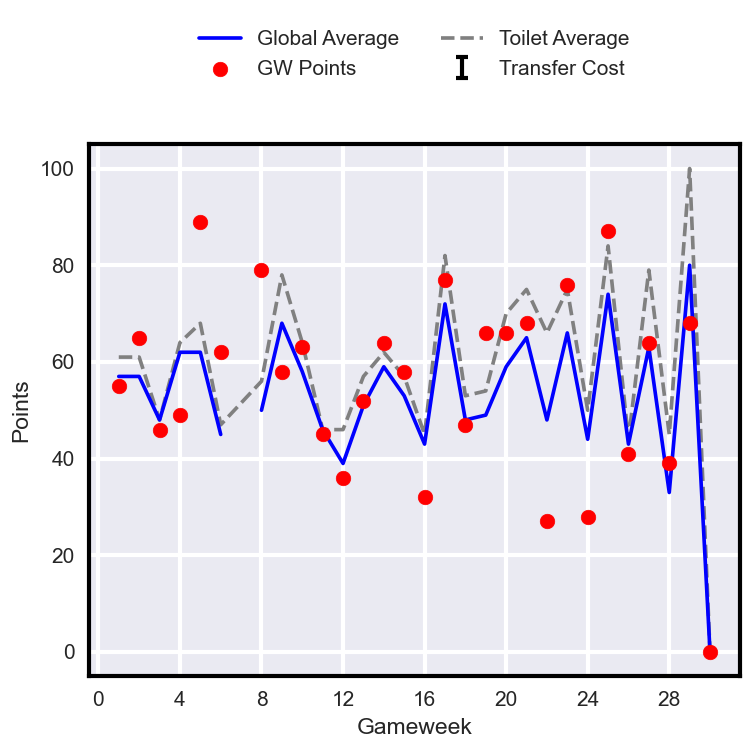 Global Average
Toilet Average
GW Points
Transfer Cost
100
80
60
40
20
0
Points
0 4 8 12 16 20 24 28
Gameweek